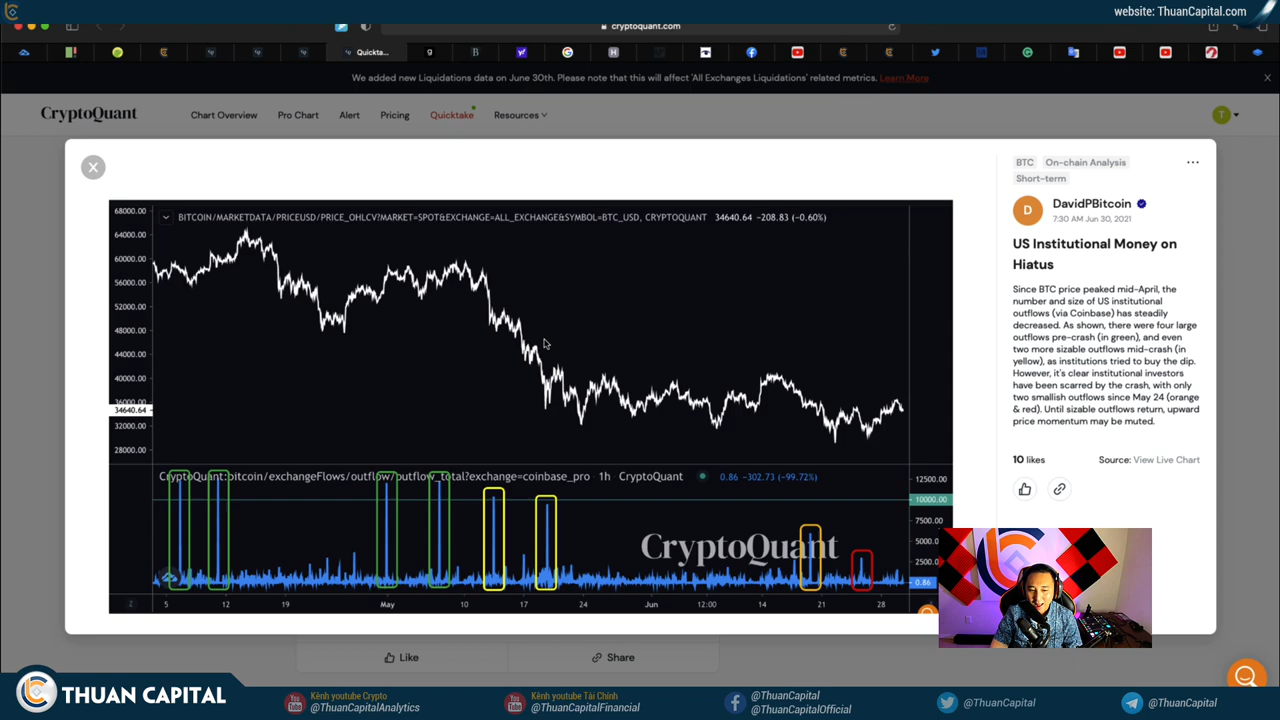 website: ThuanCapital.com
cryptoquant.com
Quickta...
We added new Liquidations data on June 30th. Please note that this will affect 'All Exchanges Liquidations' related metrics. Learn More
CryptoQuant
Chart Overview
Pro Chart
Alert
Pricing
Quicktake
Resources
T
BTC
On-chain Analysis
Short-term
D
DavidPBitcoin
7:30 AM Jun 30, 2021
US Institutional Money on
Hiatus
Since BTC price peaked mid-April, the
number and size of US institutional
outflows (via Coinbase) has steadily
decreased. As shown, there were four large
outflows pre-crash (in green), and even
two more sizable outflows mid-crash (in
yellow), as institutions tried to buy the dip.
However, it's clear institutional investors
have been scarred by the crash, with only
two smallish outflows since May 24 (orange
& red). Until sizable outflows return, upward
price momentum may be muted.
10 likes
Source: View Live Chart
BITCOIN/MARKETDATA/PRICEUSD/PRICE_OHLCV?MARKET=SPOT&EXCHANGE=ALL_EXCHANGE&SYMBOL=BTC_USD, CRYPTOQUANT 34640.64 -208.83 (-0.60%)
68000.00
64000.00
60000.00
56000.00
52000.00
48000.00
44000.00
40000.00
36000.00
34640.64
32000.00
28000.00
CryptoQuant:bitcoin/exchangeFlows/outflow/outflow_total?exchange=coinbase_pro 1h CryptoQuant 0.86 -302.73 (-99.72%)
12500.00
10000.00
7500.00
5000.00
2500.00
0.86
CryptoQuant
2 5 12 19 May 10 17 24 Jun 12:00 14 21 28
Like
Share
THUAN CAPITAL
Kênh youtube Crypto
@ThuanCapitalAnalytics
Kênh youtube Tài Chính
@ThuanCapitalFinancial
@ThuanCapital
@ThuanCapitalOfficial
@ThuanCapital
@ThuanCapital